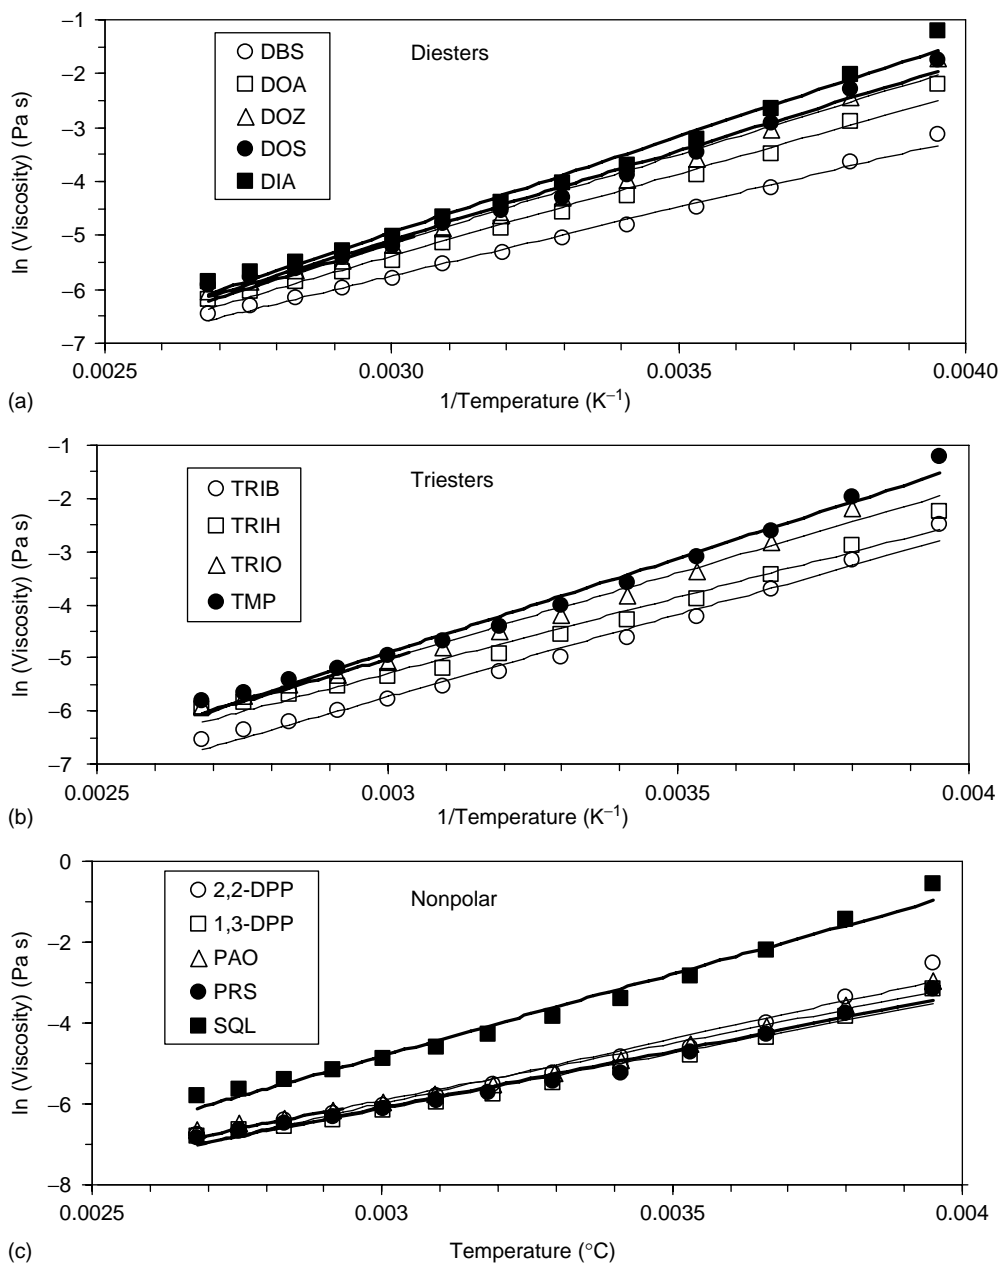 −1
−2
−3
−4
−5
−6
−7
ln (Viscosity) (Pa s)
DBS
DOA
DOZ
DOS
DIA
Diesters
0.0025 0.0030 0.0035 0.0040
(a) 1/Temperature (K⁻¹)
−1
−2
−3
−4
−5
−6
−7
ln (Viscosity) (Pa s)
TRIB
TRIH
TRIO
TMP
Triesters
0.0025 0.003 0.0035 0.004
(b) 1/Temperature (K⁻¹)
0
−2
−4
−6
−8
ln (Viscosity) (Pa s)
2,2-DPP
1,3-DPP
PAO
PRS
SQL
Nonpolar
0.0025 0.003 0.0035 0.004
(c) Temperature (°C)